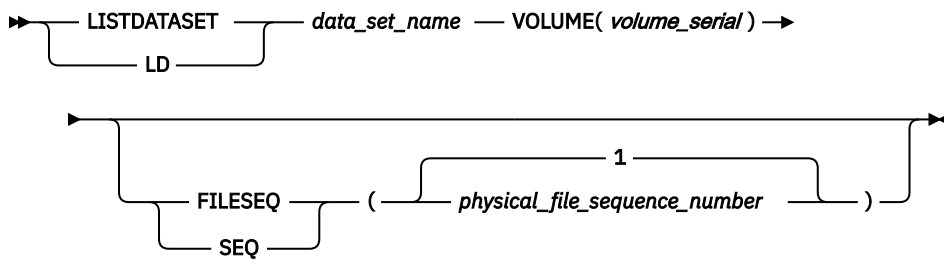 LISTDATASET data_set_name VOLUME( volume_serial )
LD
1
FILESEQ ( physical_file_sequence_number )
SEQ